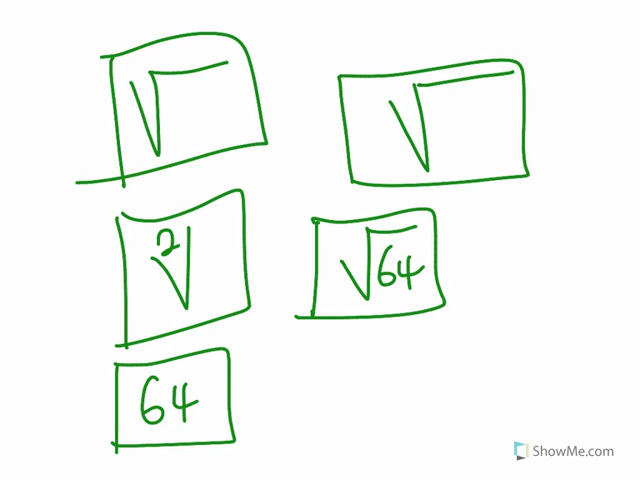 √ √
2√ √64
64
ShowMe.com